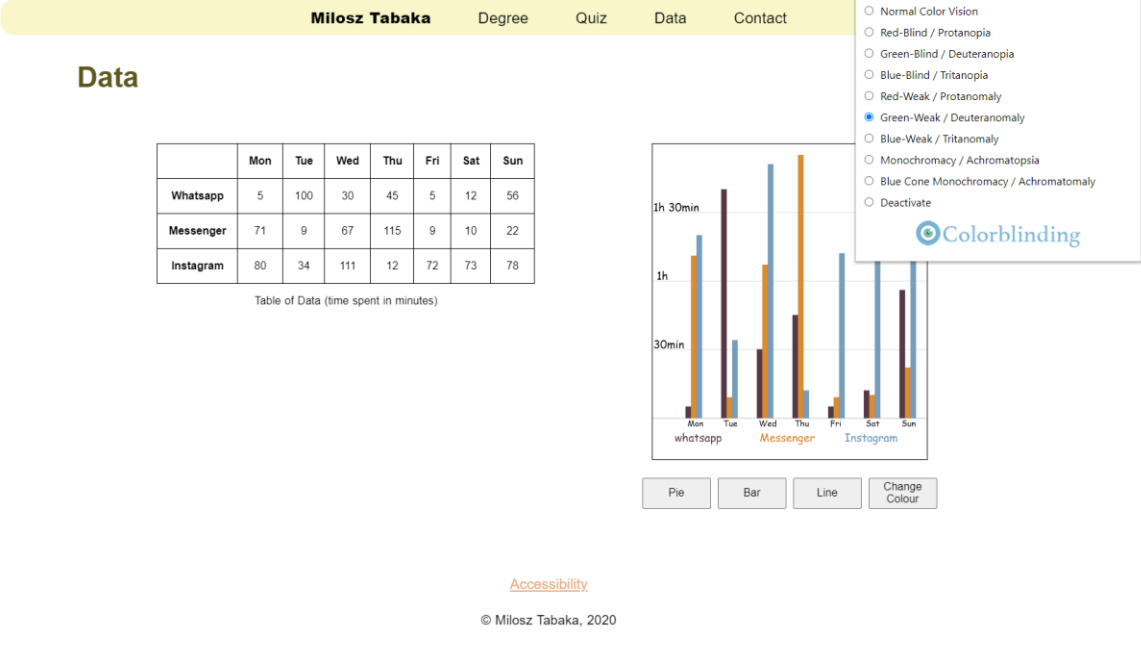 Milosz Tabaka Degree Quiz Data Contact
Normal Color Vision
Red-Blind / Protanopia
Green-Blind / Deuteranopia
Blue-Blind / Tritanopia
Red-Weak / Protanomaly
Green-Weak / Deuteranomaly
Blue-Weak / Tritanomaly
Monochromacy / Achromatopsia
Blue Cone Monochromacy / Achromatomaly
Deactivate
Colorblinding
Data
Mon Tue Wed Thu Fri Sat Sun
Whatsapp 5 100 30 45 5 12 56
Messenger 71 9 67 115 9 10 22
Instagram 80 34 111 12 72 73 78
Table of Data (time spent in minutes)
1h 30min
1h
30min
Mon Tue Wed Thu Fri Sat Sun
whatsapp Messenger Instagram
Pie Bar Line Change
Colour
Accessibility
© Milosz Tabaka, 2020